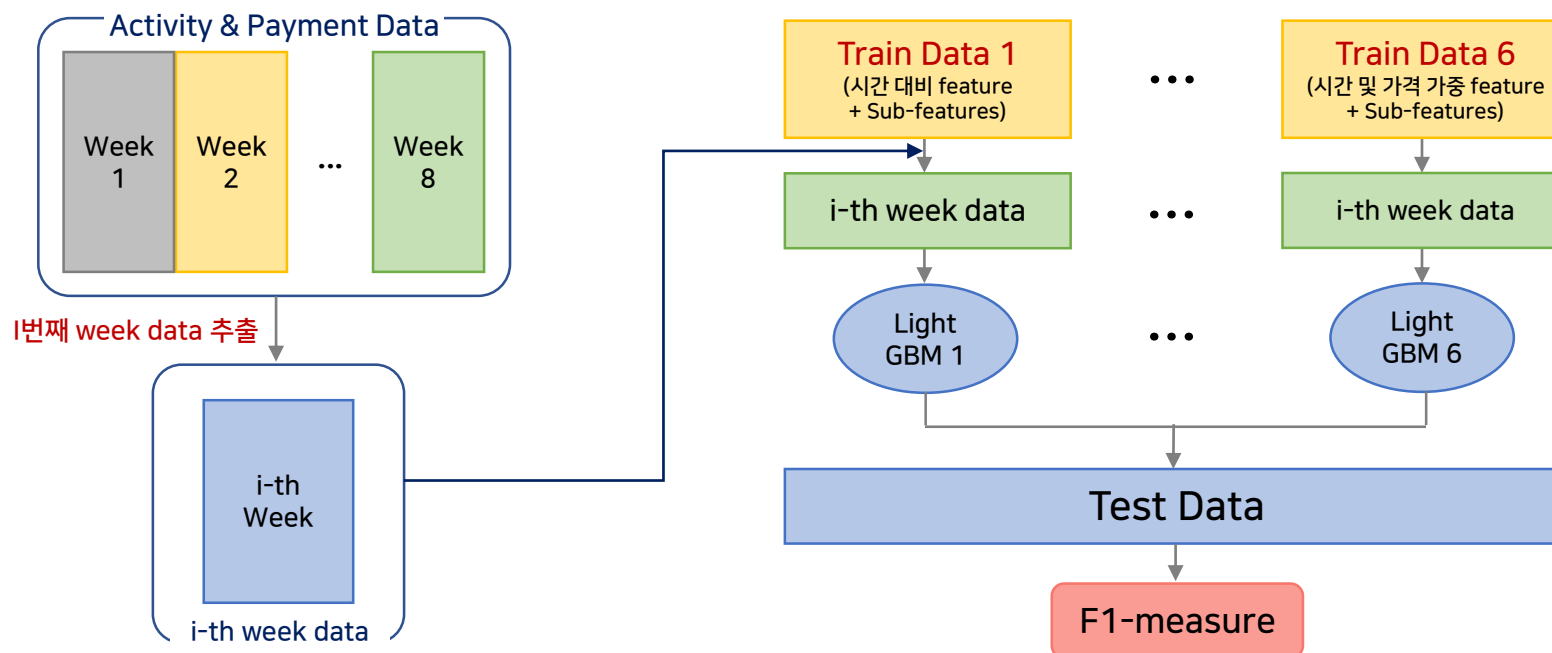 Activity & Payment Data
Week
1
Week
2
...
Week
8
I번째 week data 추출
i-th
Week
i-th week data
Train Data 1
(시간 대비 feature
+ Sub-features)
...
Train Data 6
(시간 및 가격 가중 feature
+ Sub-features)
i-th week data
...
i-th week data
Light
GBM 1
...
Light
GBM 6
Test Data
F1-measure